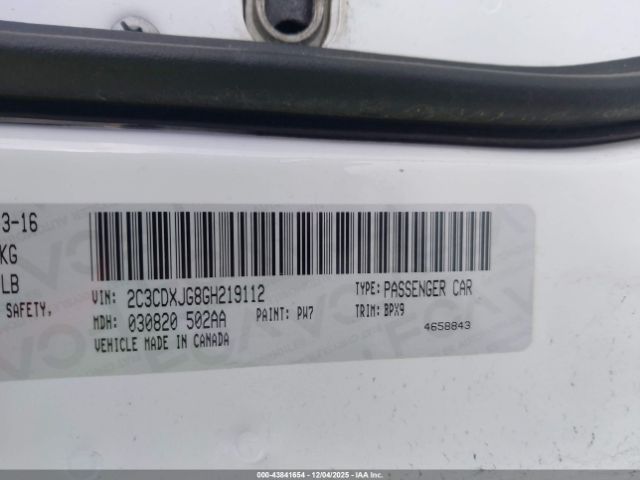 3-16
KG
LB
SAFETY,
VIN: 2C3CDXJG8GH219112 TYPE: PASSENGER CAR
MDH: 030820 502AA PAINT: PW7 TRIM: BPX9
VEHICLE MADE IN CANADA 4658843
000-43841654 | 12/04/2025 - IAA Inc.